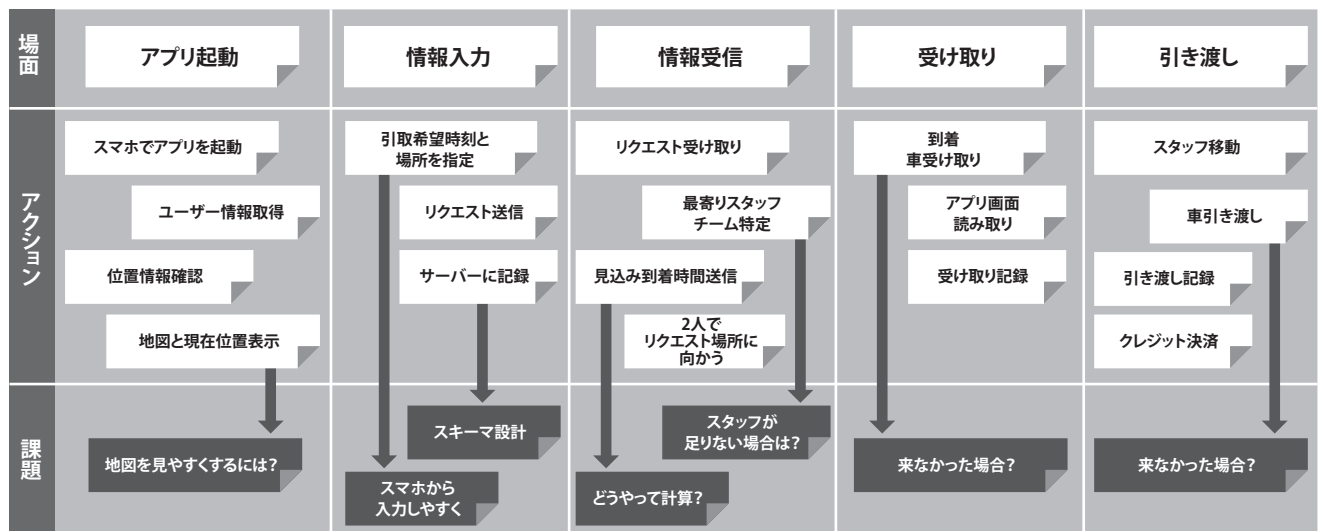 場面
アプリ起動
情報入力
情報受信
受け取り
引き渡し
アクション
スマホでアプリを起動
ユーザー情報取得
位置情報確認
地図と現在位置表示
引取希望時刻と
場所を指定
リクエスト送信
サーバーに記録
リクエスト受け取り
最寄りスタッフ
チーム特定
見込み到着時間送信
2人で
リクエスト場所に
向かう
到着
車受け取り
アプリ画面
読み取り
受け取り記録
スタッフ移動
車引き渡し
引き渡し記録
クレジット決済
課題
地図を見やすくするには?
スキーマ設計
スマホから
入力しやすく
スタッフが
足りない場合は?
どうやって計算?
来なかった場合?
来なかった場合?